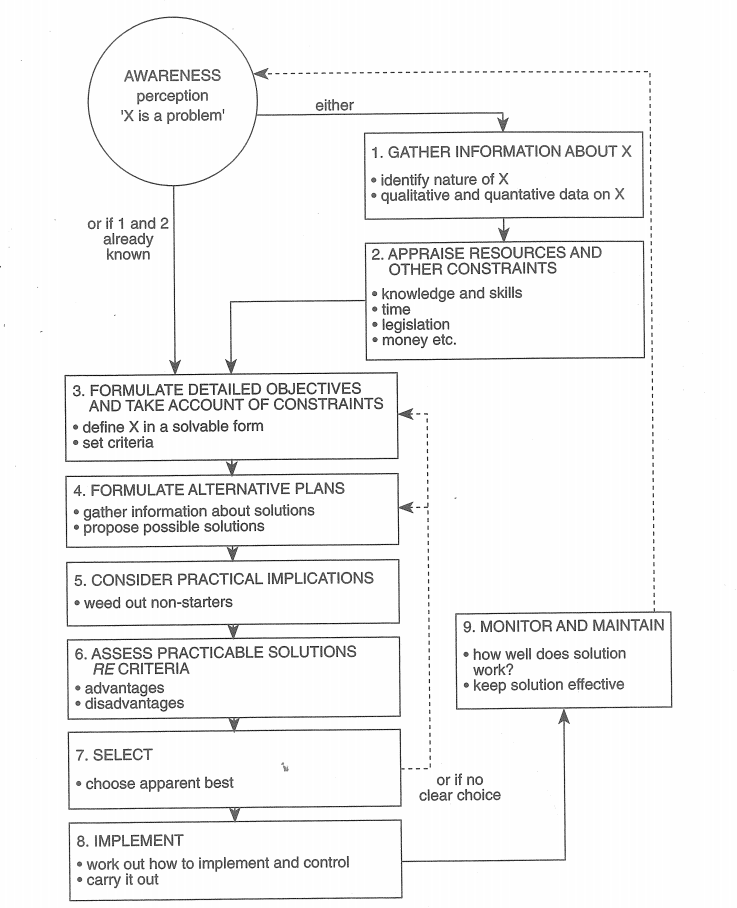 AWARENESS
perception
'X is a problem'
either
1. GATHER INFORMATION ABOUT X
• identify nature of X
• qualitative and quantative data on X
or if 1 and 2
already
known
2. APPRAISE RESOURCES AND
OTHER CONSTRAINTS
• knowledge and skills
• time
• legislation
• money etc.
3. FORMULATE DETAILED OBJECTIVES
AND TAKE ACCOUNT OF CONSTRAINTS
• define X in a solvable form
• set criteria
4. FORMULATE ALTERNATIVE PLANS
• gather information about solutions
• propose possible solutions
5. CONSIDER PRACTICAL IMPLICATIONS
• weed out non-starters
6. ASSESS PRACTICABLE SOLUTIONS
RE CRITERIA
• advantages
• disadvantages
7. SELECT
• choose apparent best
or if no
clear choice
8. IMPLEMENT
• work out how to implement and control
• carry it out
9. MONITOR AND MAINTAIN
• how well does solution
work?
• keep solution effective